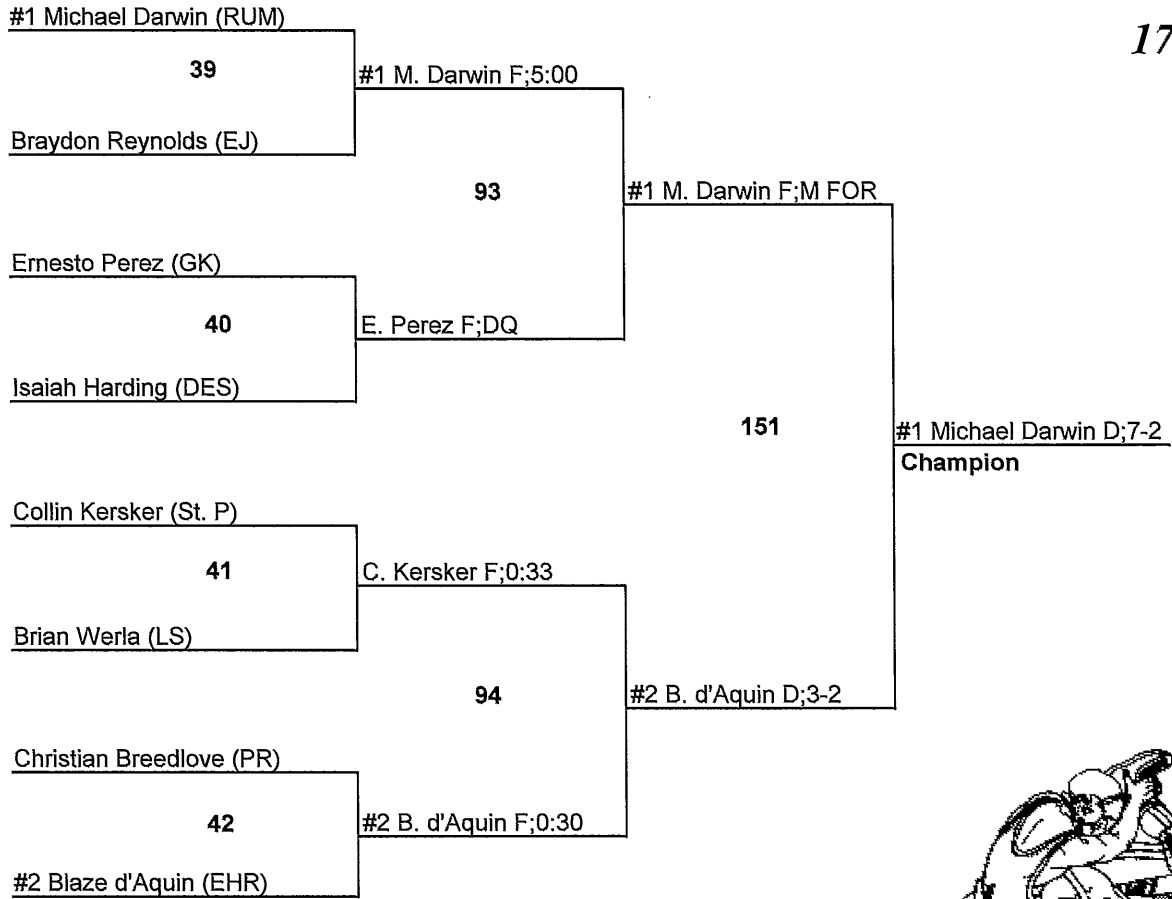 #1 Michael Darwin (RUM)
17
39
#1 M. Darwin F;5:00
Braydon Reynolds (EJ)
93
#1 M. Darwin F;M FOR
Ernesto Perez (GK)
40
E. Perez F;DQ
Isaiah Harding (DES)
151
#1 Michael Darwin D;7-2
Champion
Collin Kersker (St. P)
41
C. Kersker F;0:33
Brian Werla (LS)
94
#2 B. d'Aquin D;3-2
Christian Breedlove (PR)
42
#2 B. d'Aquin F;0:30
#2 Blaze d'Aquin (EHR)